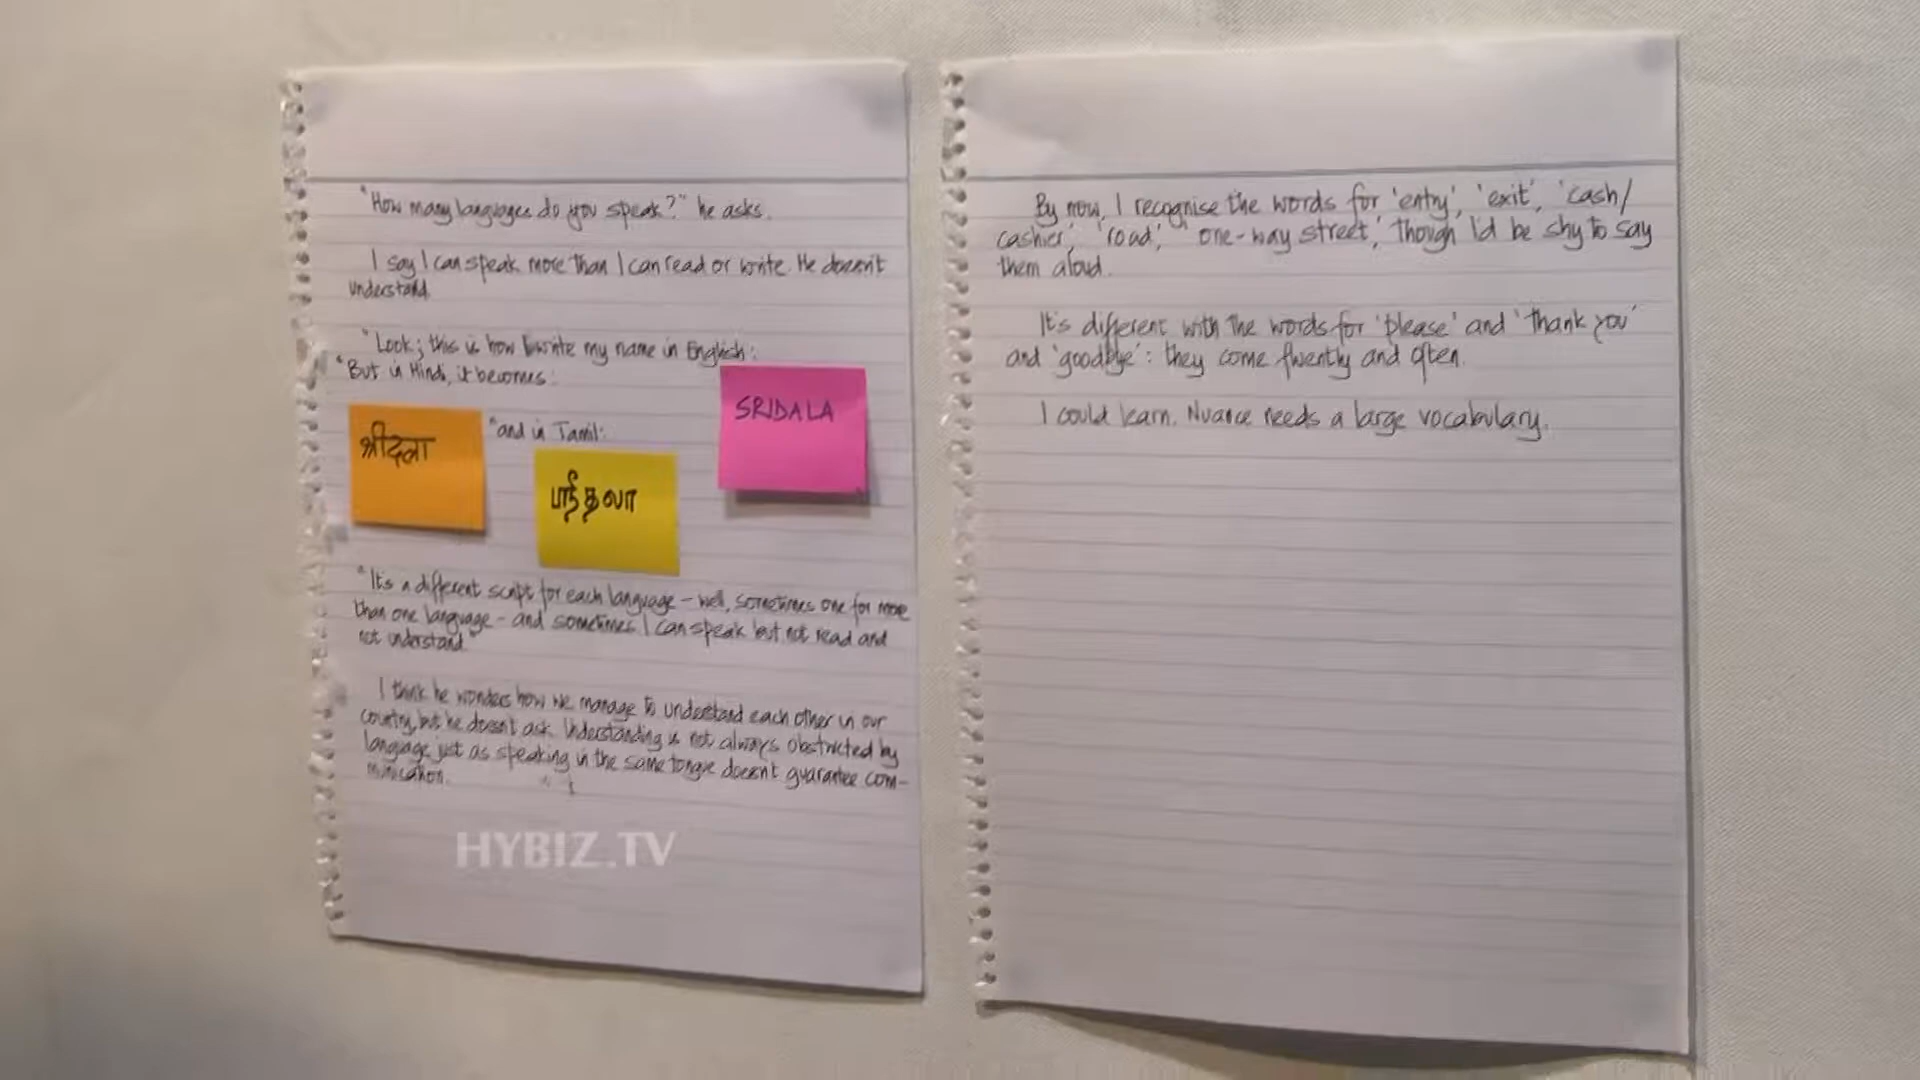 "How many languages do you speak?" he asks.
I say I can speak more than I can read or write. He doesn't
understand.
"Look; this is how I write my name in English:
"But in Hindi, it becomes:
SRIDALA
श्रीदला
"and in Tamil:
ஸ்ரீதலா
"It's a different script for each language – well, sometimes one for more
than one language – and sometimes I can speak but not read and
not understand."
I think he wonders how we manage to understand each other in our
country, but he doesn't ask. Understanding is not always obstructed by
language, just as speaking in the same tongue doesn't guarantee com-
munication.
HYBIZ.TV
By now, I recognise the words for 'entry', 'exit', 'cash/
cashier,' 'road,' 'one-way street,' though I'd be shy to say
them aloud.
It's different with the words for 'please' and 'thank you'
and 'goodbye': they come fluently and often.
I could learn. Nuance needs a large vocabulary.